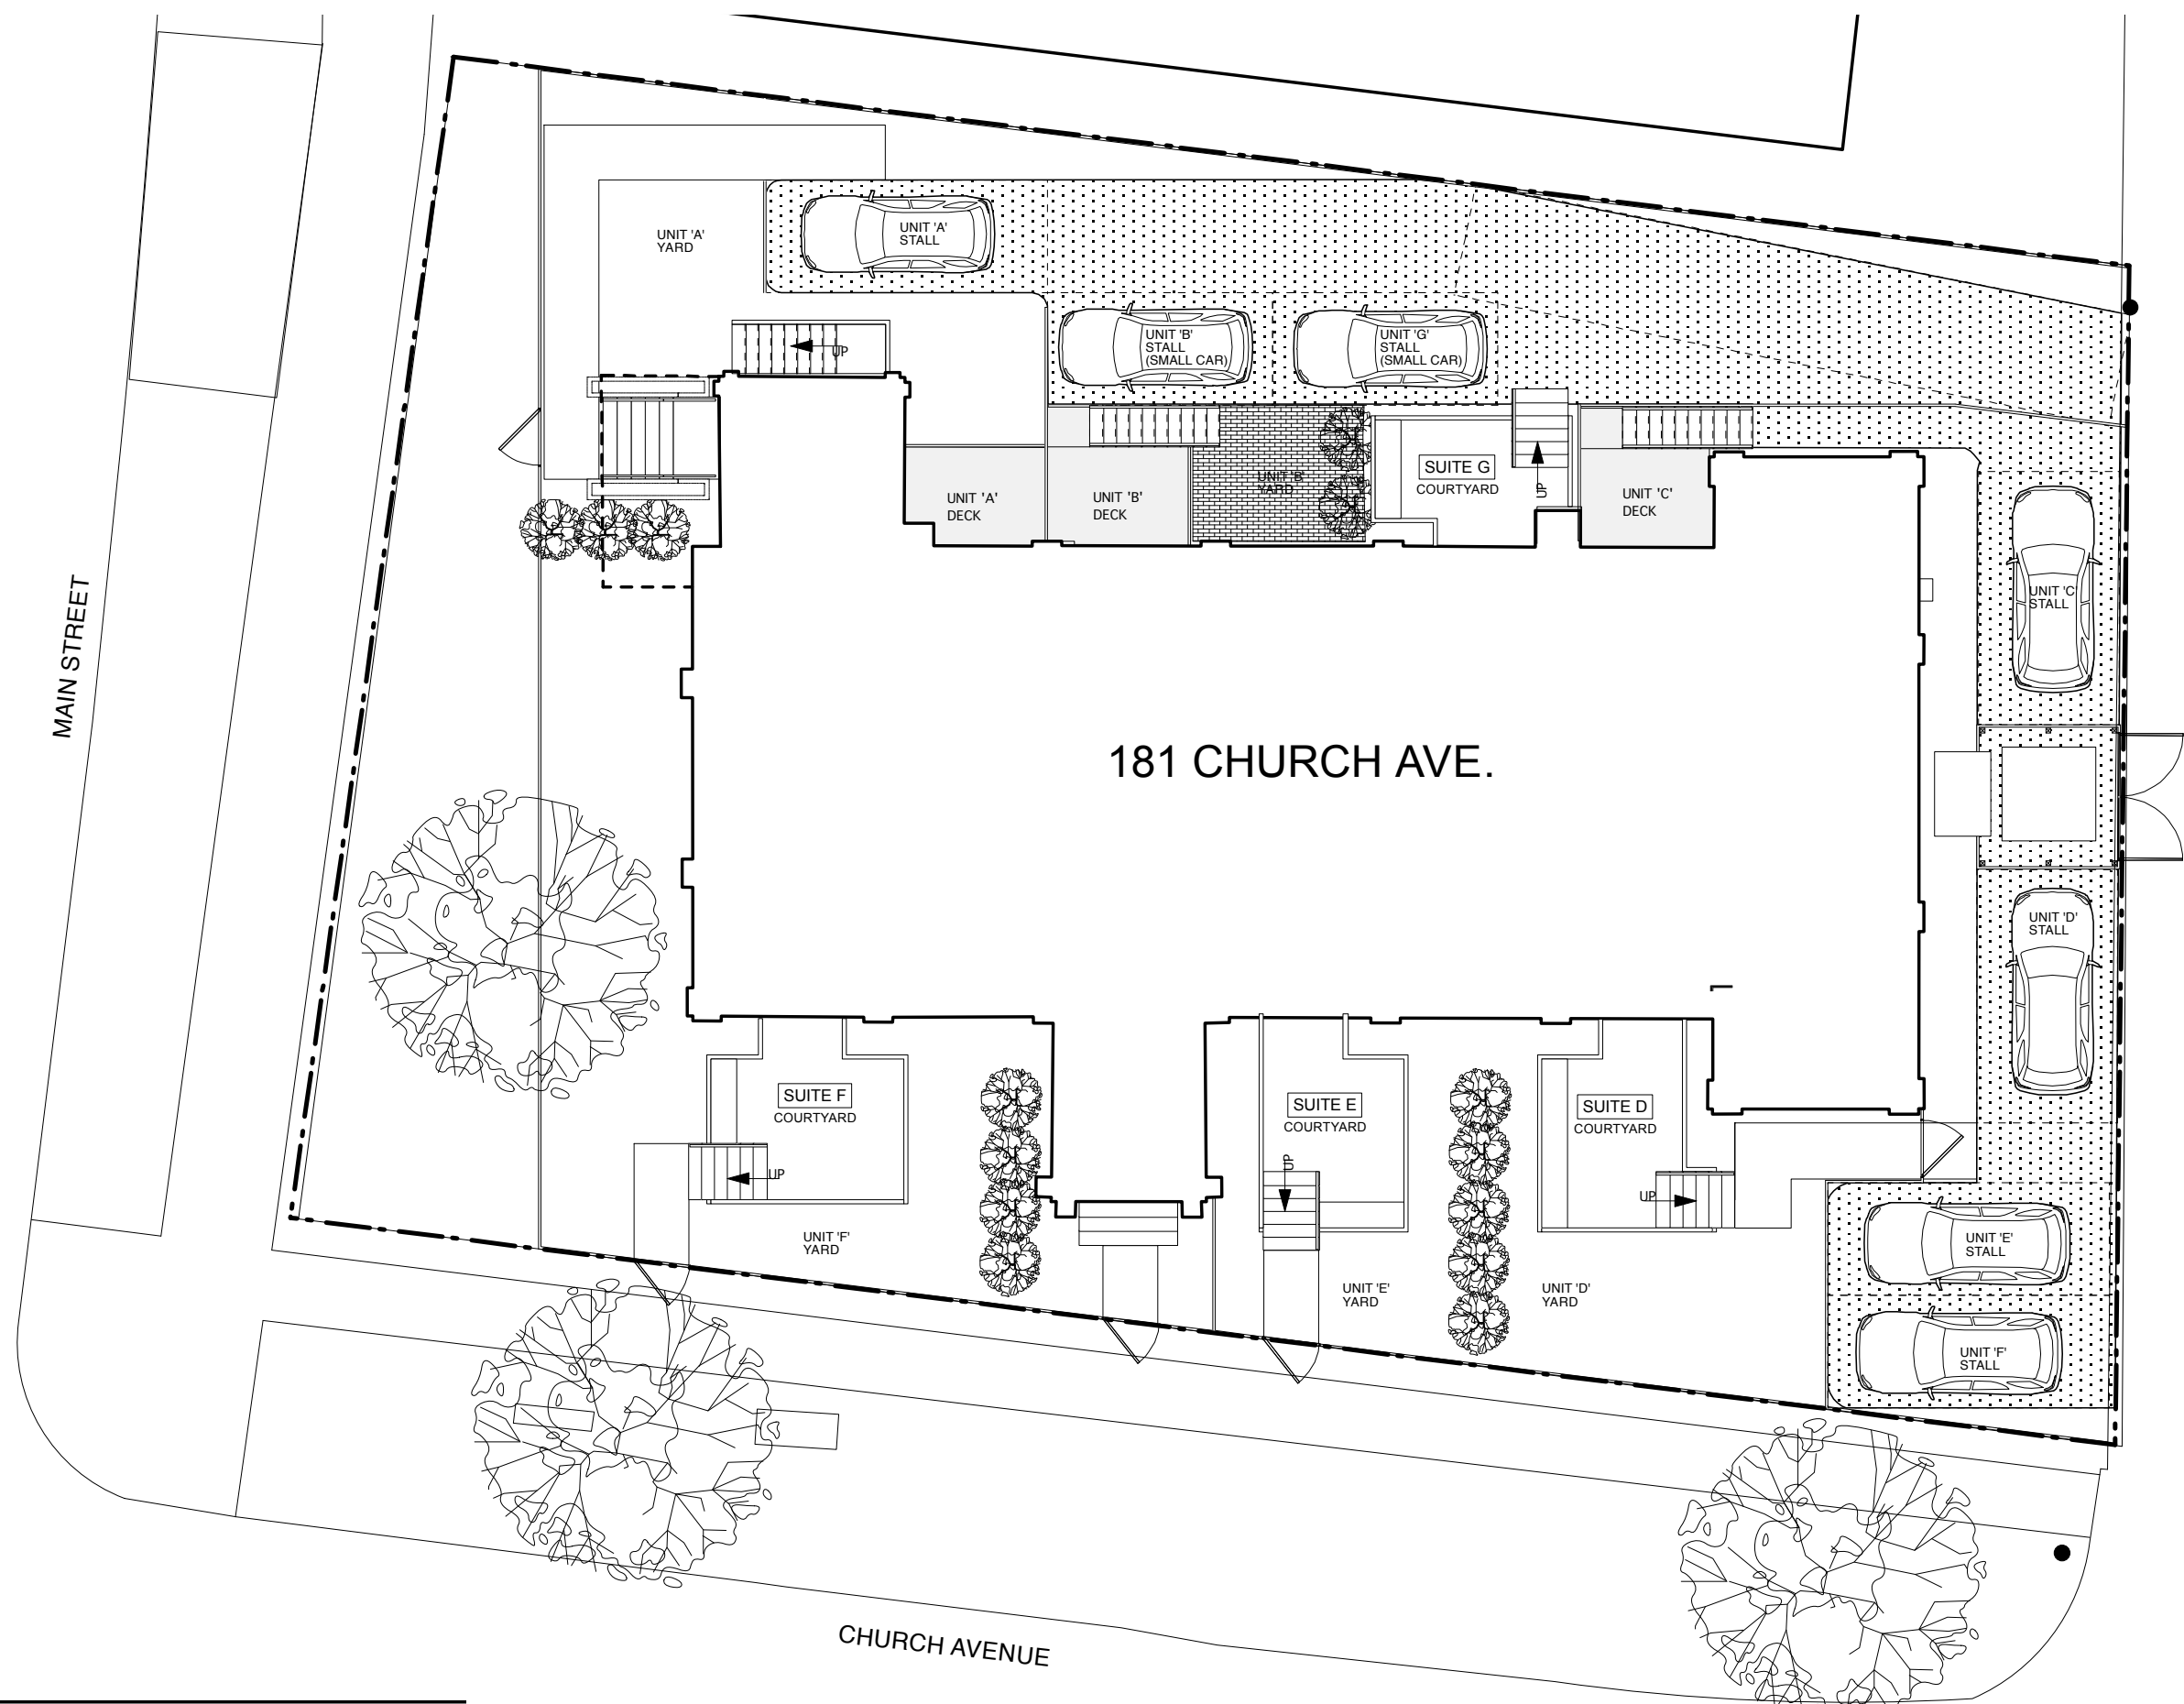 UNIT 'A'
STALL
UNIT 'A'
YARD
UNIT 'B'
STALL
(SMALL CAR)
UNIT 'G'
STALL
(SMALL CAR)
UP
SUITE G
COURTYARD
UP
UNIT 'A'
DECK
UNIT 'B'
DECK
UNIT 'B'
YARD
UNIT 'C'
DECK
UNIT 'C'
STALL
MAIN STREET
181 CHURCH AVE.
UNIT 'D'
STALL
SUITE F
COURTYARD
UP
SUITE E
COURTYARD
UP
SUITE D
COURTYARD
UP
UNIT 'F'
YARD
UNIT 'E'
STALL
UNIT 'E'
YARD
UNIT 'D'
YARD
UNIT 'F'
STALL
CHURCH AVENUE